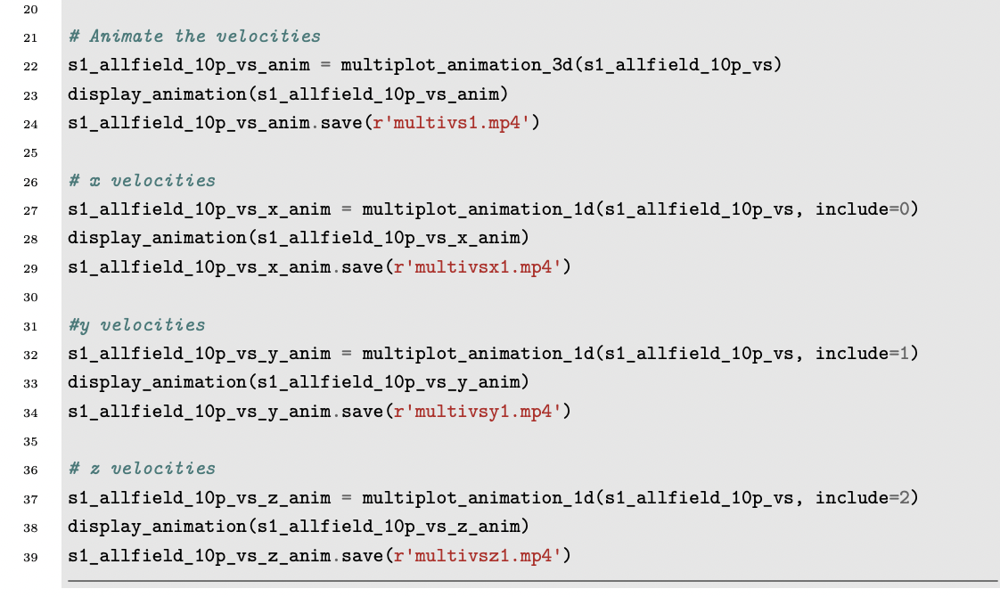 20
21 # Animate the velocities
22 s1_allfield_10p_vs_anim = multiplot_animation_3d(s1_allfield_10p_vs)
23 display_animation(s1_allfield_10p_vs_anim)
24 s1_allfield_10p_vs_anim.save(r'multivs1.mp4')
25
26 # x velocities
27 s1_allfield_10p_vs_x_anim = multiplot_animation_1d(s1_allfield_10p_vs, include=0)
28 display_animation(s1_allfield_10p_vs_x_anim)
29 s1_allfield_10p_vs_x_anim.save(r'multivsx1.mp4')
30
31 #y velocities
32 s1_allfield_10p_vs_y_anim = multiplot_animation_1d(s1_allfield_10p_vs, include=1)
33 display_animation(s1_allfield_10p_vs_y_anim)
34 s1_allfield_10p_vs_y_anim.save(r'multivsy1.mp4')
35
36 # z velocities
37 s1_allfield_10p_vs_z_anim = multiplot_animation_1d(s1_allfield_10p_vs, include=2)
38 display_animation(s1_allfield_10p_vs_z_anim)
39 s1_allfield_10p_vs_z_anim.save(r'multivsz1.mp4')